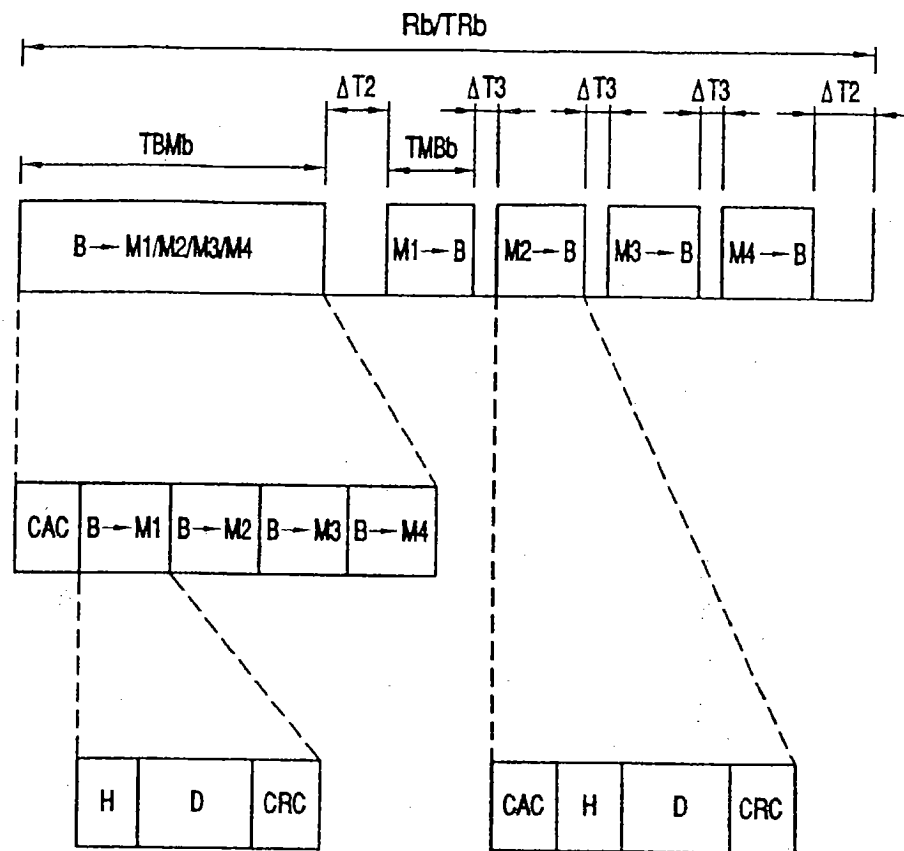 Rb/TRb
ΔT2 ΔT3 ΔT3 ΔT3 ΔT2
TBMb TMBb
B→M1/M2/M3/M4 M1→B M2→B M3→B M4→B
CAC B→M1 B→M2 B→M3 B→M4
H D CRC CAC H D CRC